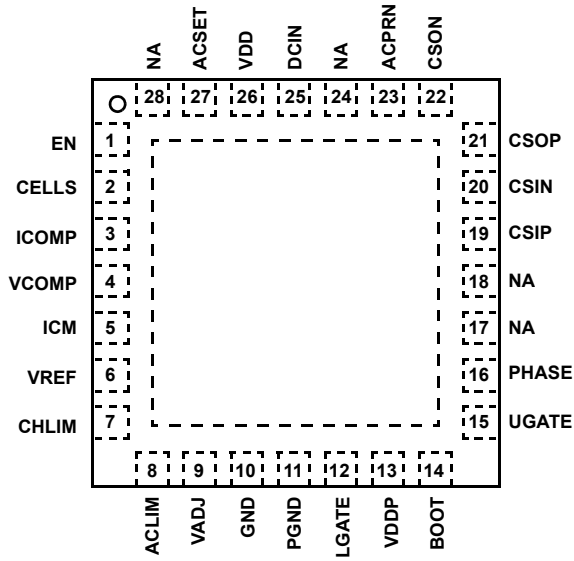 NA
ACSET
VDD
DCIN
NA
ACPRN
CSON
28
27
26
25
24
23
22
EN 1
CELLS 2
ICOMP 3
VCOMP 4
ICM 5
VREF 6
CHLIM 7
21 CSOP
20 CSIN
19 CSIP
18 NA
17 NA
16 PHASE
15 UGATE
8
9
10
11
12
13
14
ACLIM
VADJ
GND
PGND
LGATE
VDDP
BOOT